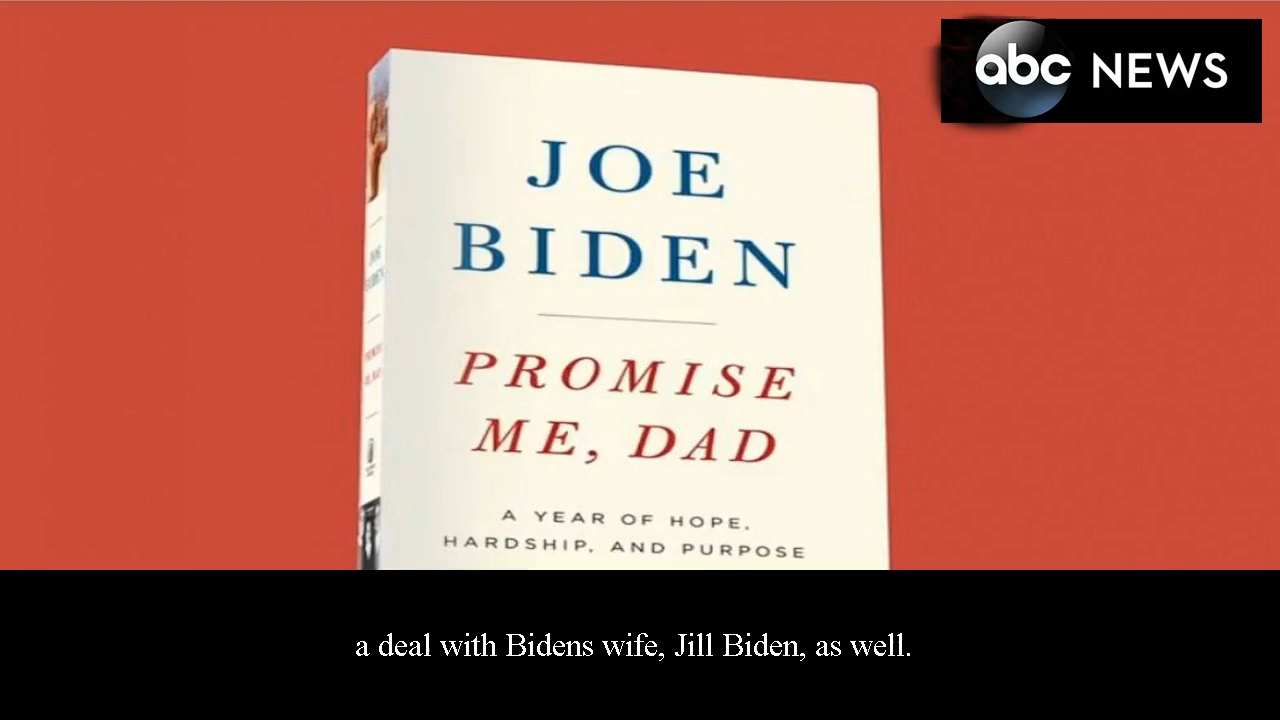 abc NEWS
JOE
BIDEN
PROMISE
ME, DAD
A YEAR OF HOPE,
HARDSHIP, AND PURPOSE
a deal with Bidens wife, Jill Biden, as well.